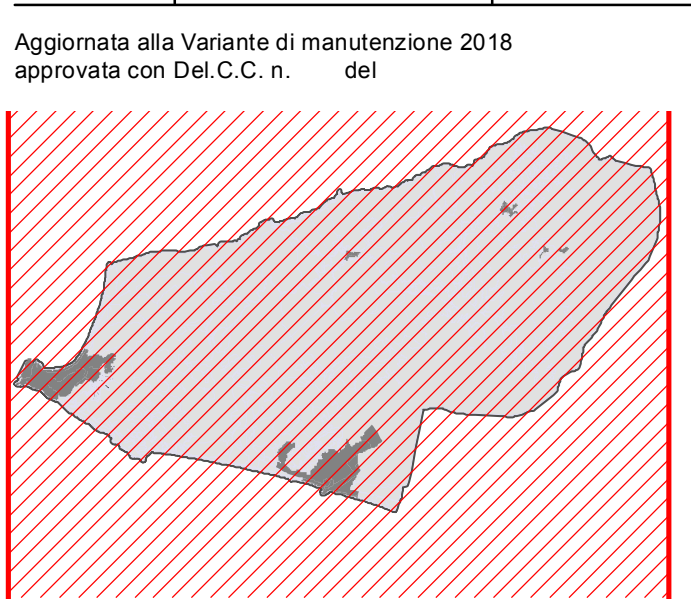 Aggiornata alla Variante di manutenzione 2018
approvata con Del.C.C. n. del